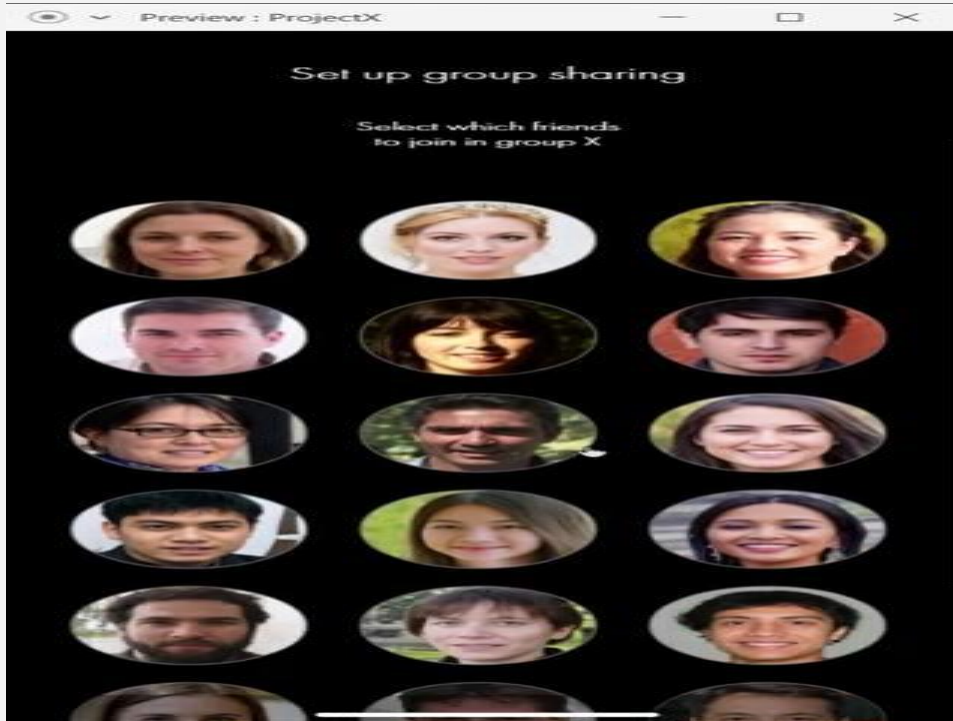 Preview : ProjectX
Set up group sharing
Select which friends
to join in group X